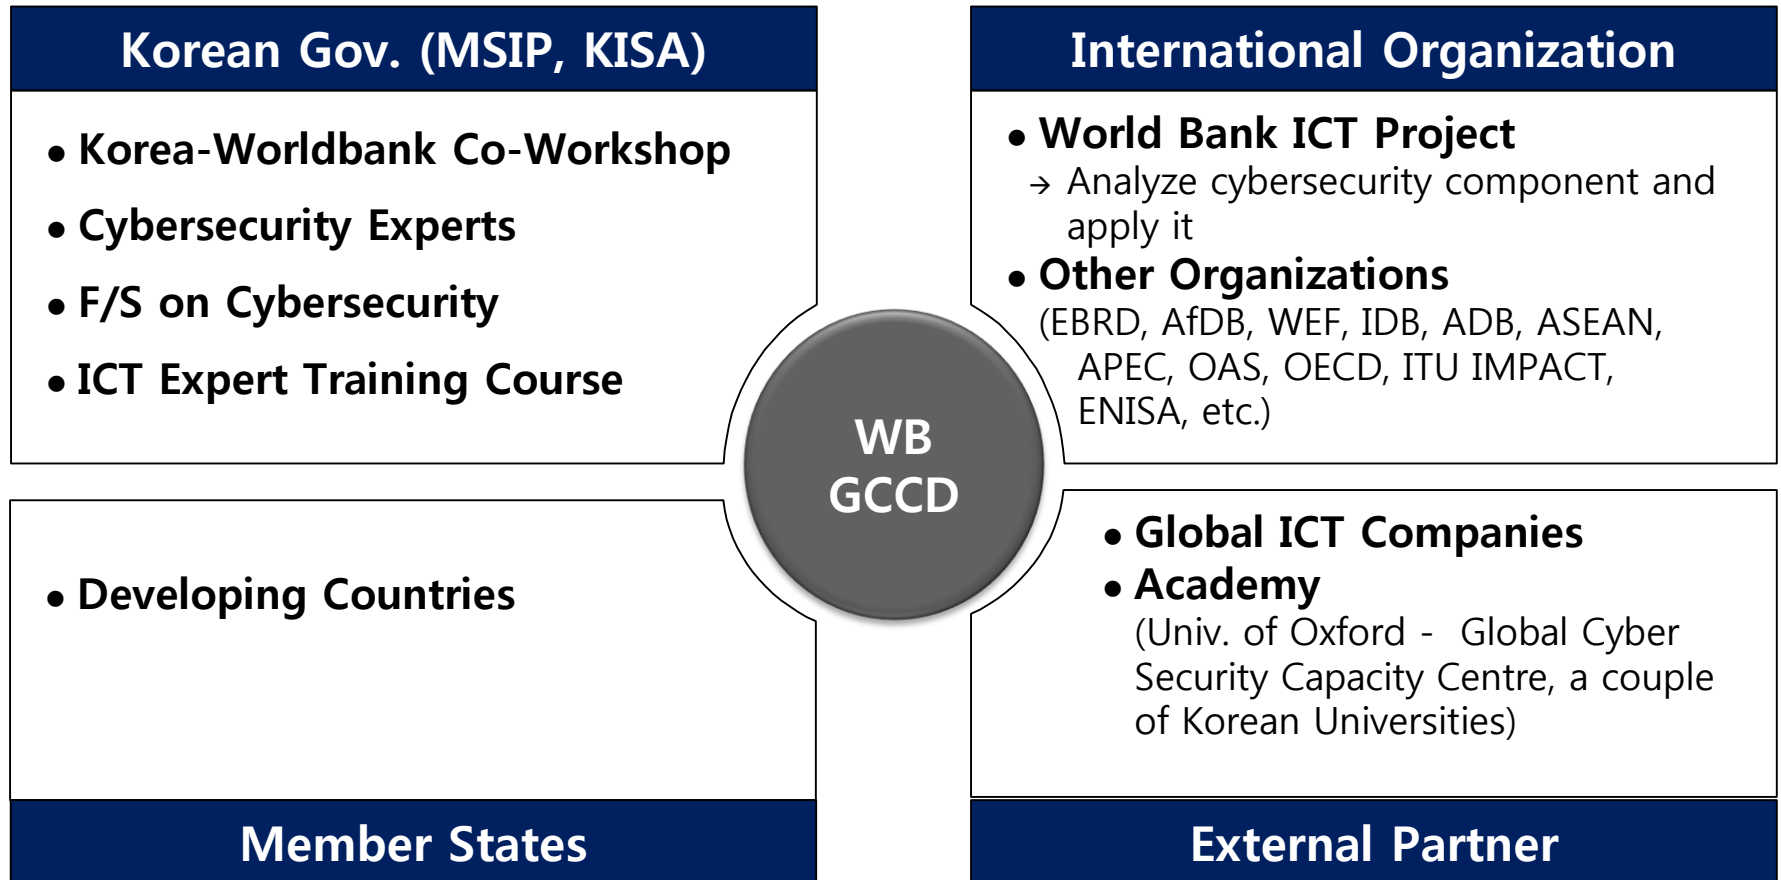 Korean Gov. (MSIP, KISA)
● Korea-Worldbank Co-Workshop
● Cybersecurity Experts
● F/S on Cybersecurity
● ICT Expert Training Course
International Organization
● World Bank ICT Project
→ Analyze cybersecurity component and
apply it
● Other Organizations
(EBRD, AfDB, WEF, IDB, ADB, ASEAN,
APEC, OAS, OECD, ITU IMPACT,
ENISA, etc.)
WB
GCCD
● Developing Countries
Member States
● Global ICT Companies
● Academy
(Univ. of Oxford - Global Cyber
Security Capacity Centre, a couple
of Korean Universities)
External Partner